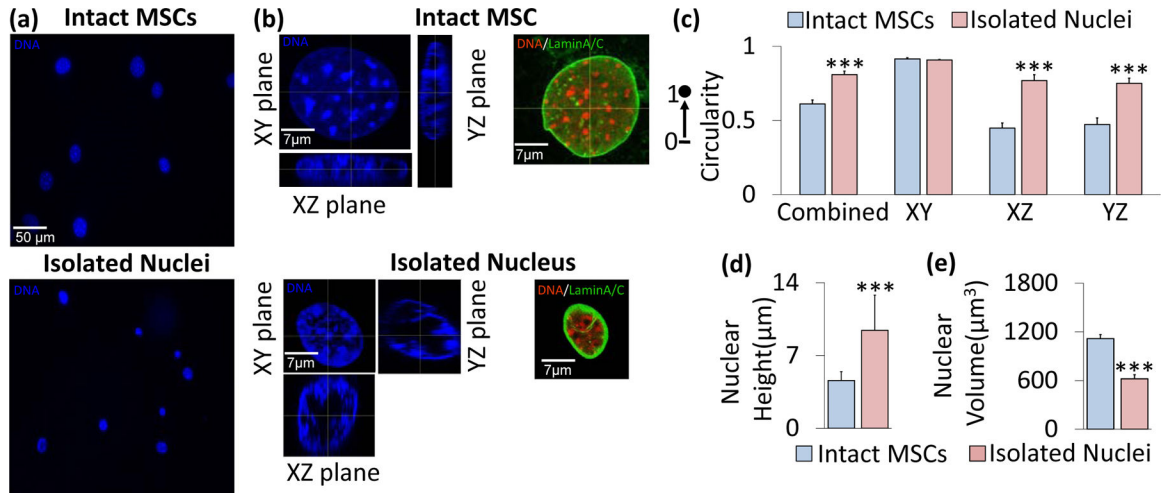 (a)
Intact MSCs
DNA
50 µm
Isolated Nuclei
DNA
(b)
Intact MSC
DNA
XY plane
7µm
XZ plane
YZ plane
DNA/LaminA/C
7µm
1
0
Isolated Nucleus
DNA
XY plane
7µm
XZ plane
YZ plane
DNA/LaminA/C
7µm
(c)
Intact MSCs
Isolated Nuclei
Circularity
1
0.5
0
***
***
***
Combined
XY
XZ
YZ
(d)
Nuclear
Height(µm)
14
7
0
***
(e)
Nuclear
Volume(µm³)
1800
1200
600
0
***
Intact MSCs
Isolated Nuclei